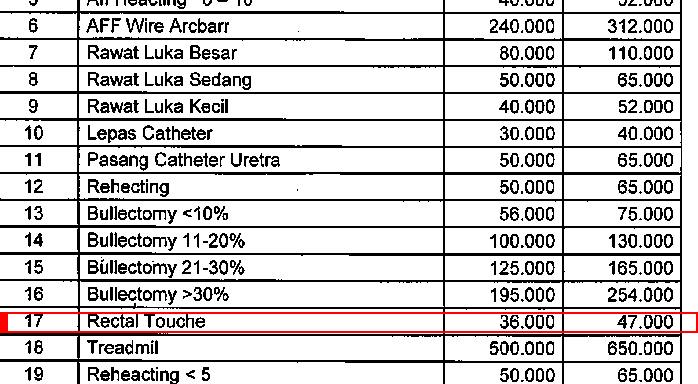 6 AFF Wire Arcbarr 240.000 312.000
7 Rawat Luka Besar 80.000 110.000
8 Rawat Luka Sedang 50.000 65.000
9 Rawat Luka Kecil 40.000 52.000
10 Lepas Catheter 30.000 40.000
11 Pasang Catheter Uretra 50.000 65.000
12 Rehecting 50.000 65.000
13 Bullectomy <10% 56.000 75.000
14 Bullectomy 11-20% 100.000 130.000
15 Bullectomy 21-30% 125.000 165.000
16 Bullectomy >30% 195.000 254.000
17 Rectal Touche 36.000 47.000
18 Treadmil 500.000 650.000
19 Reheacting < 5 50.000 65.000